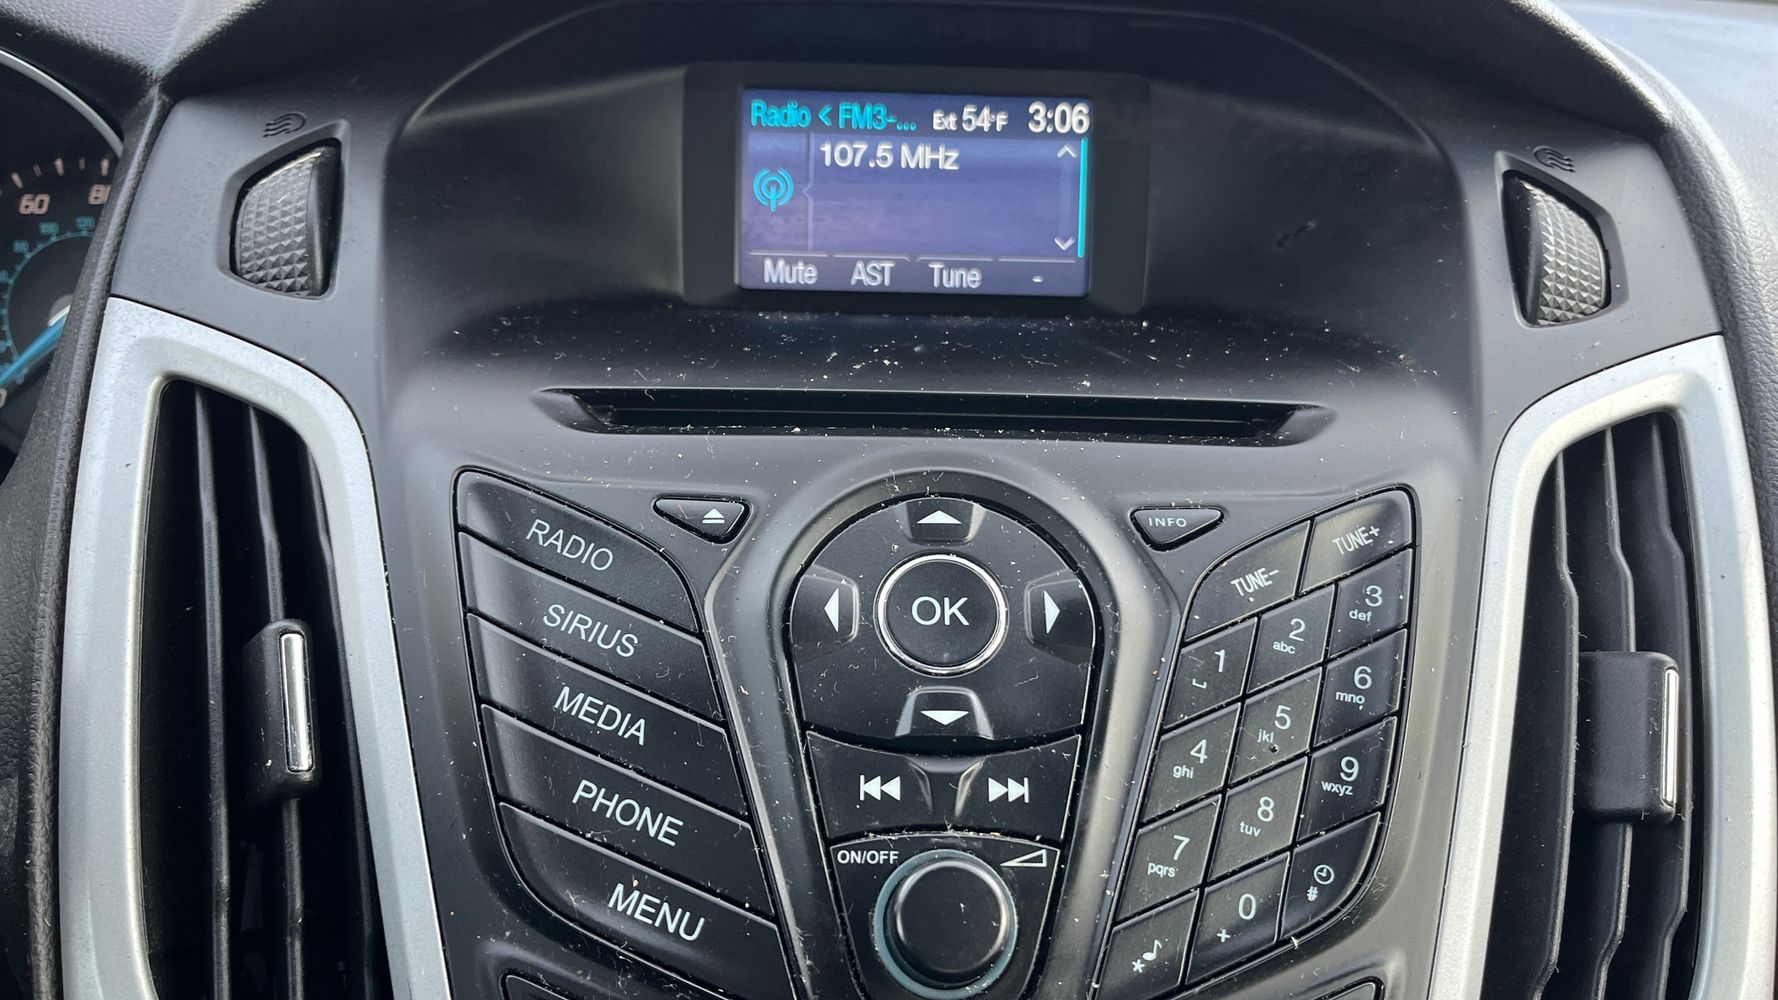 Radio < FM3-... Ext 54°F 3:06
107.5 MHz
Mute AST Tune -
60
RADIO
SIRIUS
MEDIA
PHONE
MENU
INFO
OK
ON/OFF
TUNE-
TUNE+
1
2 abc
3 def
4 ghi
5 jkl
6 mno
7 pqrs
8 tuv
9 wxyz
*
0 +
#